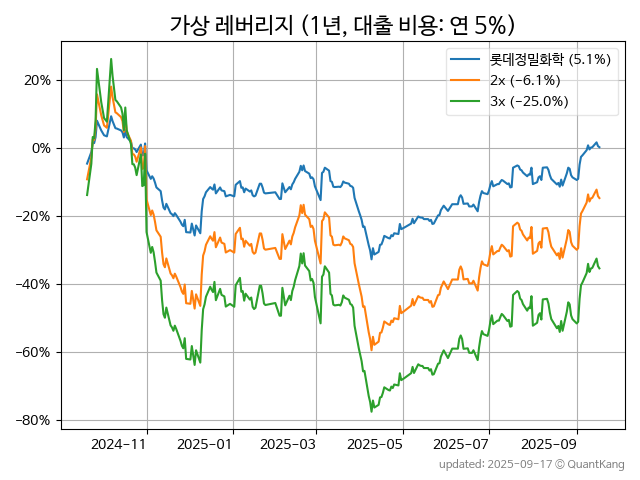 가상 레버리지 (1년, 대출 비용: 연 5%)
롯데정밀화학 (5.1%)
2x (−6.1%)
3x (−25.0%)
20%
0%
−20%
−40%
−60%
−80%
2024-11 2025-01 2025-03 2025-05 2025-07 2025-09
updated: 2025-09-17 © QuantKang